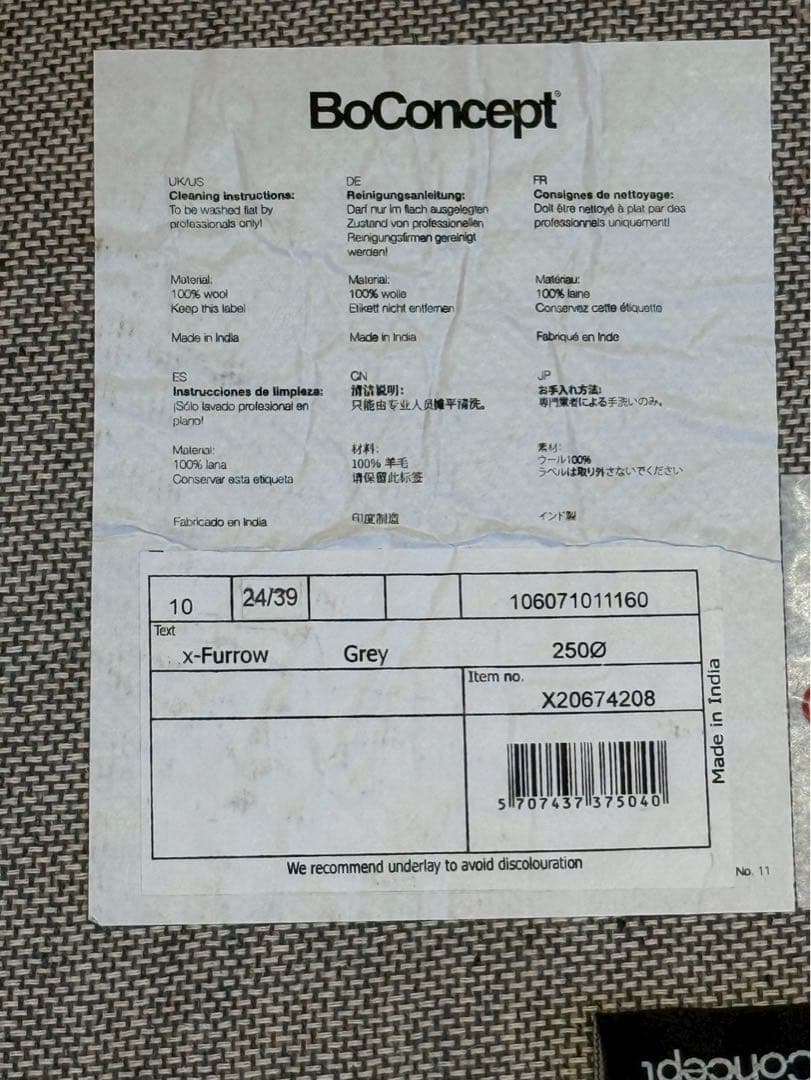 BoConcept®
UK/US
Cleaning instructions:
To be washed flat by
professionals only!
Material:
100% wool
Keep this label
Made in India
DE
Reinigungsanleitung:
Darf nur im flach ausgelegten
Zustand von professionellen
Reinigungsfirmen gereinigt
werden!
Material:
100% wolle
Etikett nicht entfernen
Made in India
FR
Consignes de nettoyage:
Doit être nettoyé à plat par des
professionnels uniquement!
Matériau:
100% laine
Conservez cette étiquette
Fabriqué en Inde
ES
Instrucciones de limpieza:
¡Sólo lavado profesional en
plano!
Material:
100% lana
Conservar esta etiqueta
Fabricado en India
CN
清洁说明:
只能由专业人员摊平清洗。
材料:
100% 羊毛
请保留此标签
印度制造
JP
お手入れ方法:
専門業者による手洗いのみ。
素材:
ウール100%
ラベルは取り外さないでください
インド製
10 24/39 106071011160
Text
x-Furrow Grey 250Ø
Item no.
X20674208
5 707437 375040
Made in India
We recommend underlay to avoid discolouration
No. 11
oncept